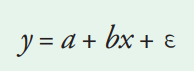 y = a + bx + ε